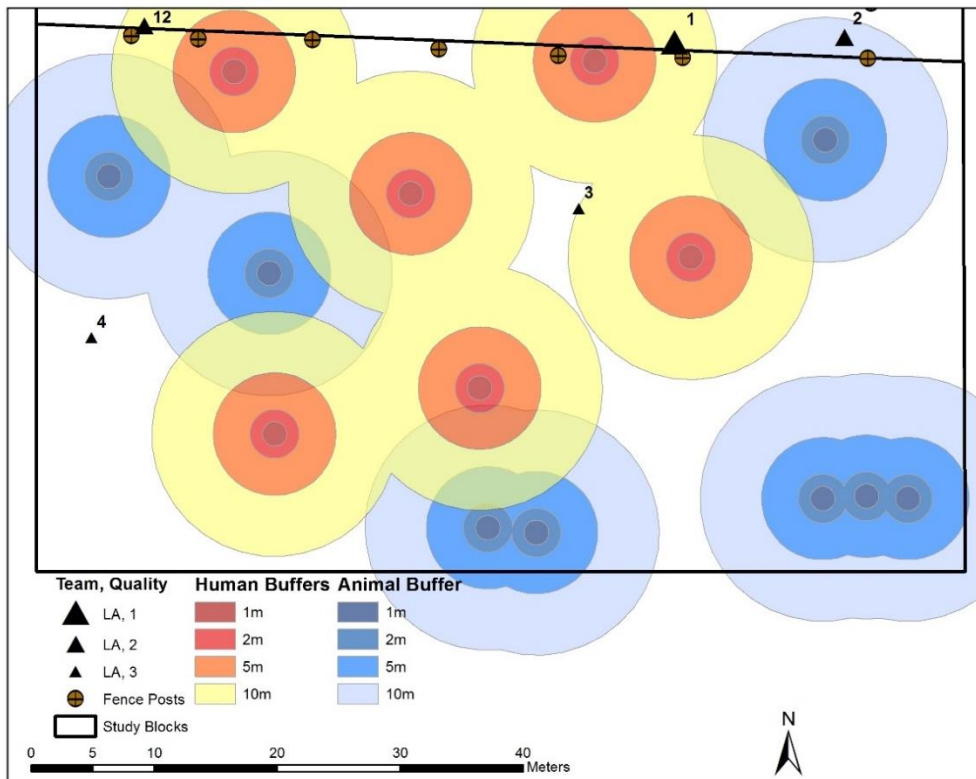 12
1
2
3
4
Team, Quality Human Buffers Animal Buffer
LA, 1 1m 1m
LA, 2 2m 2m
LA, 3 5m 5m
Fence Posts 10m 10m
Study Blocks
N
0 5 10 20 30 40
Meters